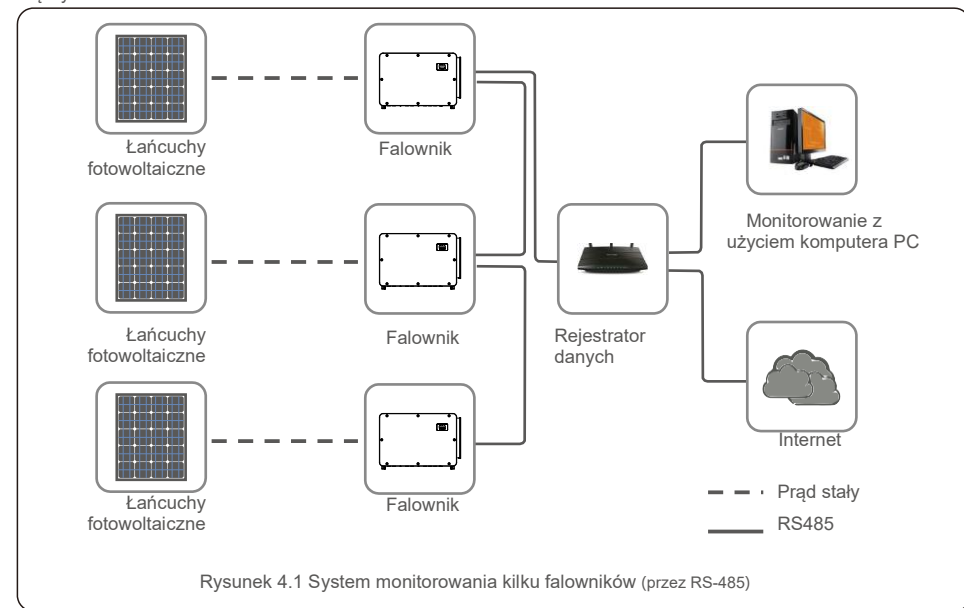 Łańcuchy
fotowoltaiczne
Falownik
Łańcuchy
fotowoltaiczne
Falownik
Łańcuchy
fotowoltaiczne
Falownik
Rejestrator
danych
Monitorowanie z
użyciem komputera PC
Internet
Prąd stały
RS485
Rysunek 4.1 System monitorowania kilku falowników (przez RS-485)